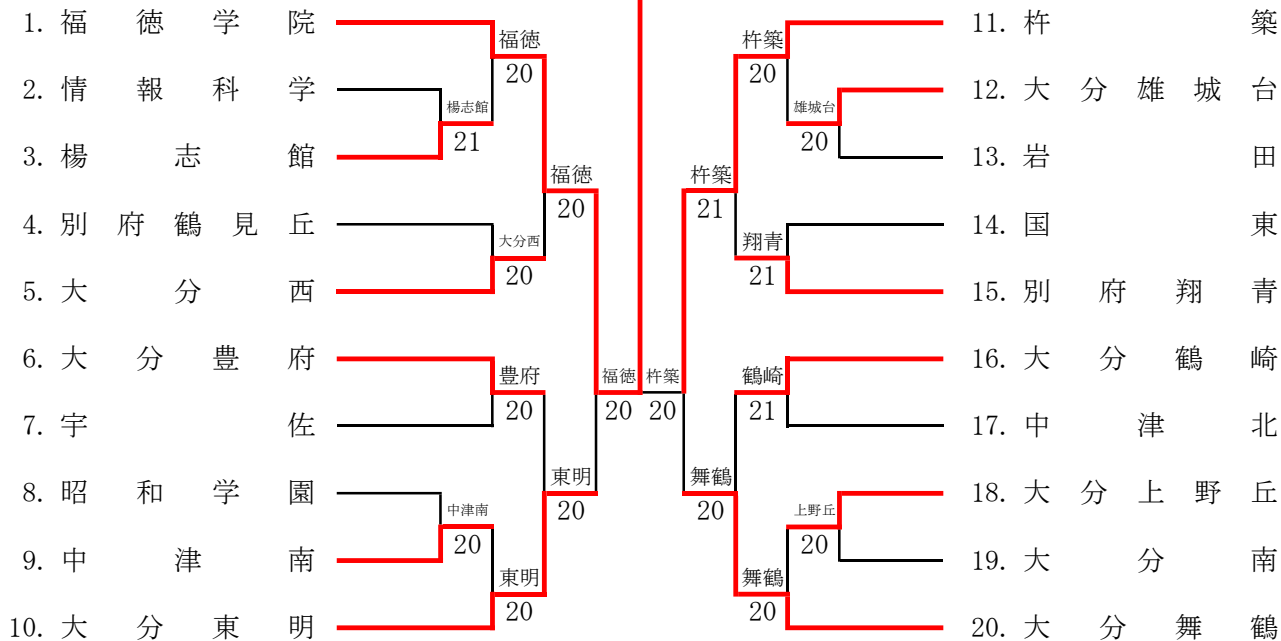 1. 福徳学院
2. 情報科学
3. 楊志館
4. 別府鶴見丘
5. 大分西
6. 大分豊府
7. 宇佐
8. 昭和学園
9. 中津南
10. 大分東明
福徳
20
楊志館
21
福徳
20
大分西
20
豊府
20
東明
20
中津南
20
東明
20
福徳
20
杵築
20
杵築
20
雄城台
20
杵築
21
翔青
21
鶴崎
21
舞鶴
20
上野丘
20
舞鶴
20
11. 杵築
12. 大分雄城台
13. 岩田
14. 国東
15. 別府翔青
16. 大分鶴崎
17. 中津北
18. 大分上野丘
19. 大分南
20. 大分舞鶴